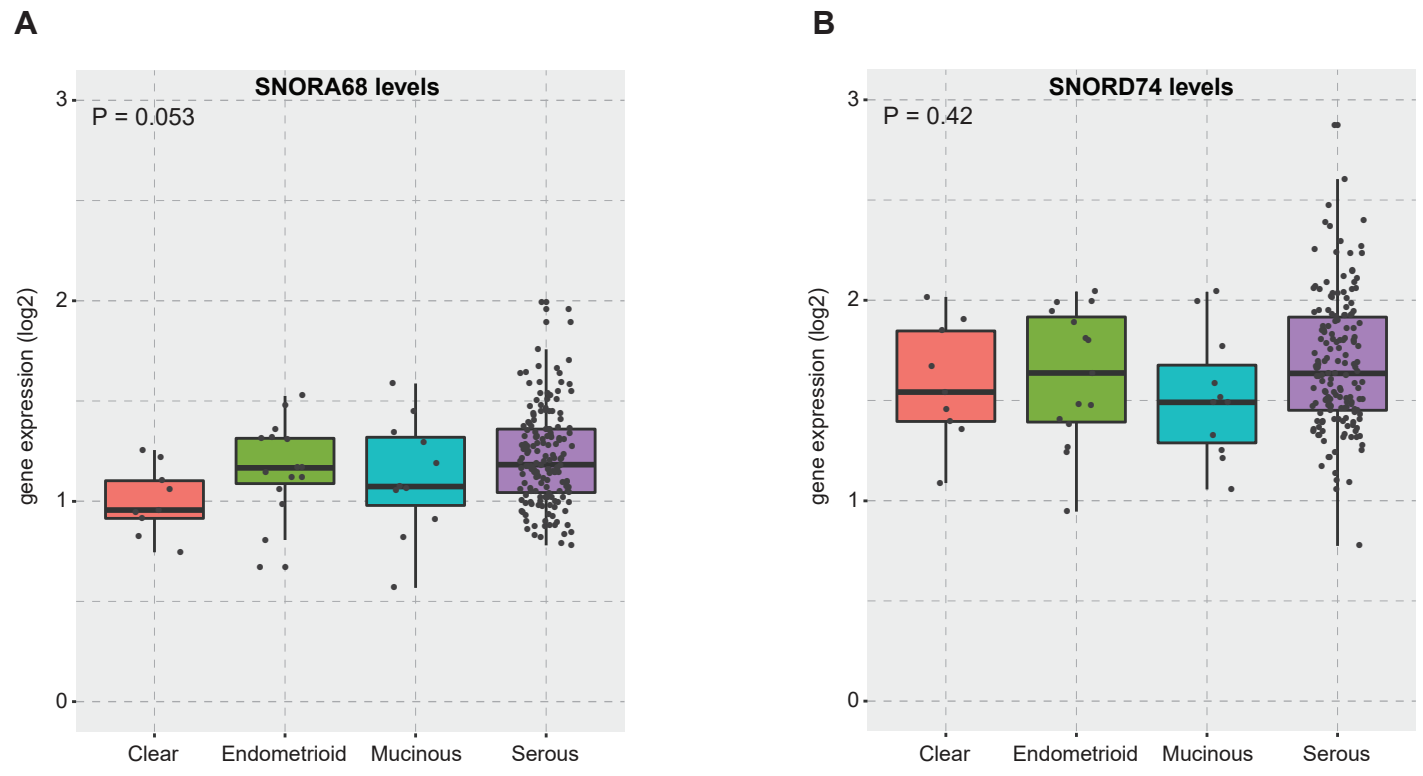 A
SNORA68 levels
P = 0.053
gene expression (log2)
3
2
1
0
Clear Endometrioid Mucinous Serous
B
SNORD74 levels
P = 0.42
gene expression (log2)
3
2
1
0
Clear Endometrioid Mucinous Serous